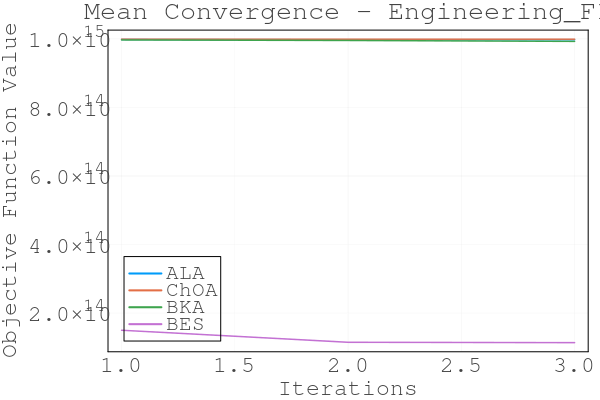 Mean Convergence - Engineering_F
Objective Function Value
1.0×10^15
8.0×10^14
6.0×10^14
4.0×10^14
2.0×10^14
ALA
ChOA
BKA
BES
1.0 1.5 2.0 2.5 3.0
Iterations